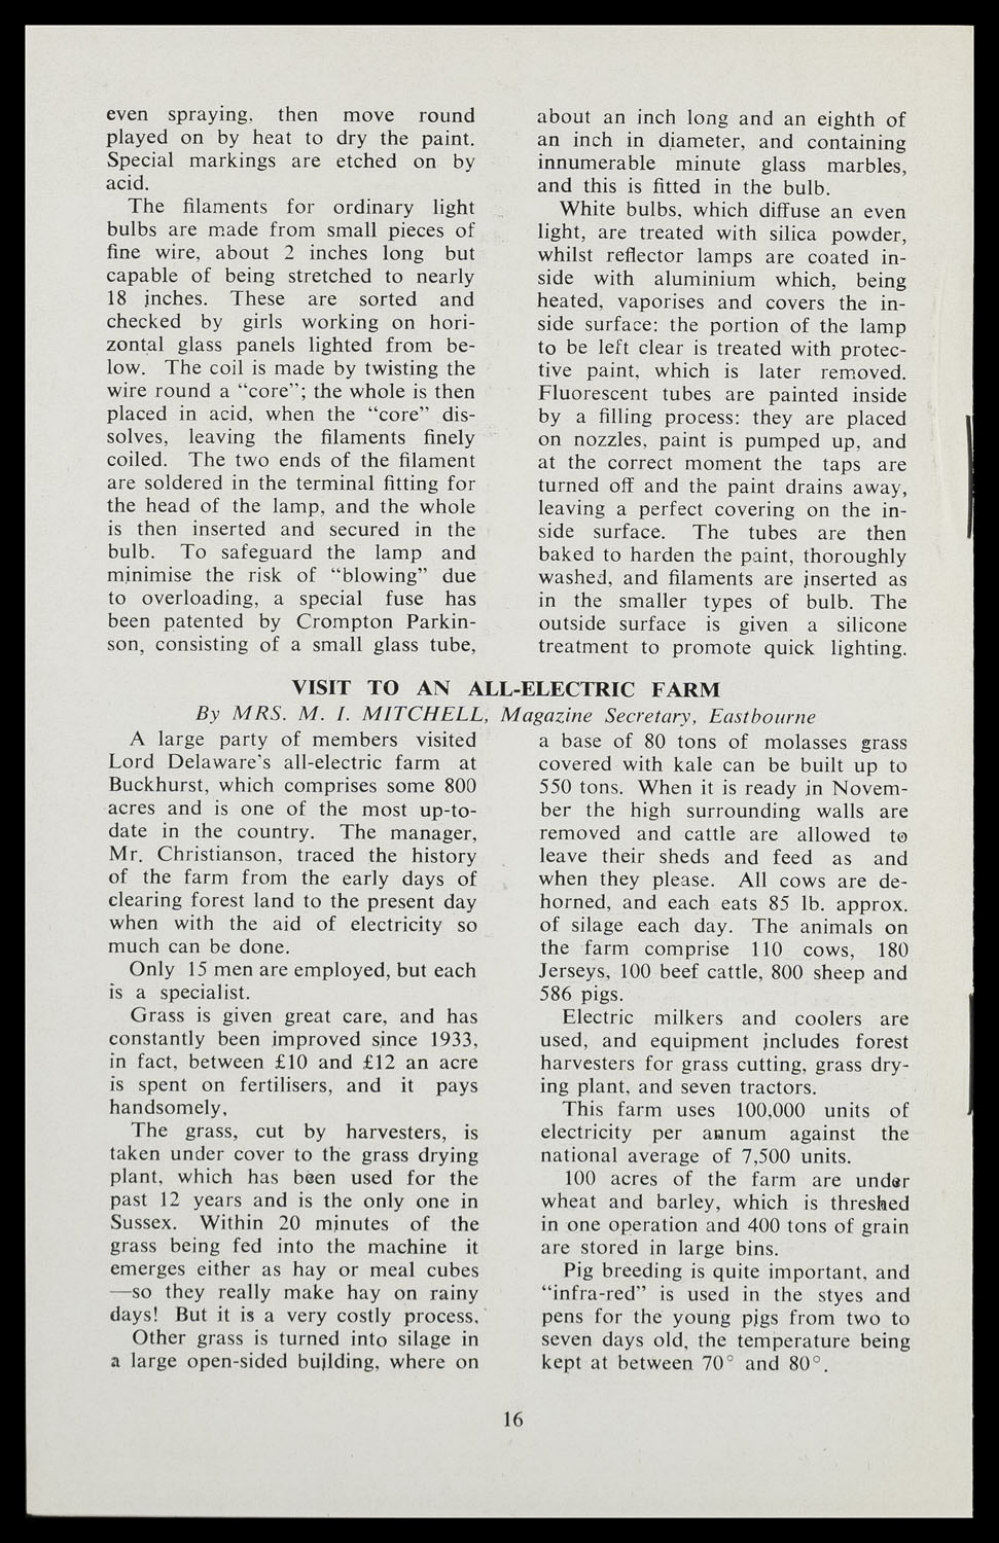 even spraying, then move round
played on by heat to dry the paint.
Special markings are etched on by
acid.
The filaments for ordinary light
bulbs are made from small pieces of
fine wire, about 2 inches long but
capable of being stretched to nearly
18 inches. These are sorted and
checked by girls working on hori-
zontal glass panels lighted from be-
low. The coil is made by twisting the
wire round a “core”; the whole is then
placed in acid, when the “core” dis-
solves, leaving the filaments finely
coiled. The two ends of the filament
are soldered in the terminal fitting for
the head of the lamp, and the whole
is then inserted and secured in the
bulb. To safeguard the lamp and
minimise the risk of “blowing” due
to overloading, a special fuse has
been patented by Crompton Parkin-
son, consisting of a small glass tube,
about an inch long and an eighth of
an inch in diameter, and containing
innumerable minute glass marbles,
and this is fitted in the bulb.
White bulbs, which diffuse an even
light, are treated with silica powder,
whilst reflector lamps are coated in-
side with aluminium which, being
heated, vaporises and covers the in-
side surface: the portion of the lamp
to be left clear is treated with protec-
tive paint, which is later removed.
Fluorescent tubes are painted inside
by a filling process: they are placed
on nozzles, paint is pumped up, and
at the correct moment the taps are
turned off and the paint drains away,
leaving a perfect covering on the in-
side surface. The tubes are then
baked to harden the paint, thoroughly
washed, and filaments are inserted as
in the smaller types of bulb. The
outside surface is given a silicone
treatment to promote quick lighting.
VISIT TO AN ALL-ELECTRIC FARM
By MRS. M. I. MITCHELL, Magazine Secretary, Eastbourne
A large party of members visited
Lord Delaware's all-electric farm at
Buckhurst, which comprises some 800
acres and is one of the most up-to-
date in the country. The manager,
Mr. Christianson, traced the history
of the farm from the early days of
clearing forest land to the present day
when with the aid of electricity so
much can be done.
Only 15 men are employed, but each
is a specialist.
Grass is given great care, and has
constantly been improved since 1933,
in fact, between £10 and £12 an acre
is spent on fertilisers, and it pays
handsomely,
The grass, cut by harvesters, is
taken under cover to the grass drying
plant, which has been used for the
past 12 years and is the only one in
Sussex. Within 20 minutes of the
grass being fed into the machine it
emerges either as hay or meal cubes
—so they really make hay on rainy
days! But it is a very costly process.
Other grass is turned into silage in
a large open-sided building, where on
a base of 80 tons of molasses grass
covered with kale can be built up to
550 tons. When it is ready in Novem-
ber the high surrounding walls are
removed and cattle are allowed to
leave their sheds and feed as and
when they please. All cows are de-
horned, and each eats 85 lb. approx.
of silage each day. The animals on
the farm comprise 110 cows, 180
Jerseys, 100 beef cattle, 800 sheep and
586 pigs.
Electric milkers and coolers are
used, and equipment includes forest
harvesters for grass cutting, grass dry-
ing plant, and seven tractors.
This farm uses 100,000 units of
electricity per annum against the
national average of 7,500 units.
100 acres of the farm are under
wheat and barley, which is threshed
in one operation and 400 tons of grain
are stored in large bins.
Pig breeding is quite important, and
“infra-red” is used in the styes and
pens for the young pigs from two to
seven days old, the temperature being
kept at between 70° and 80°.
16